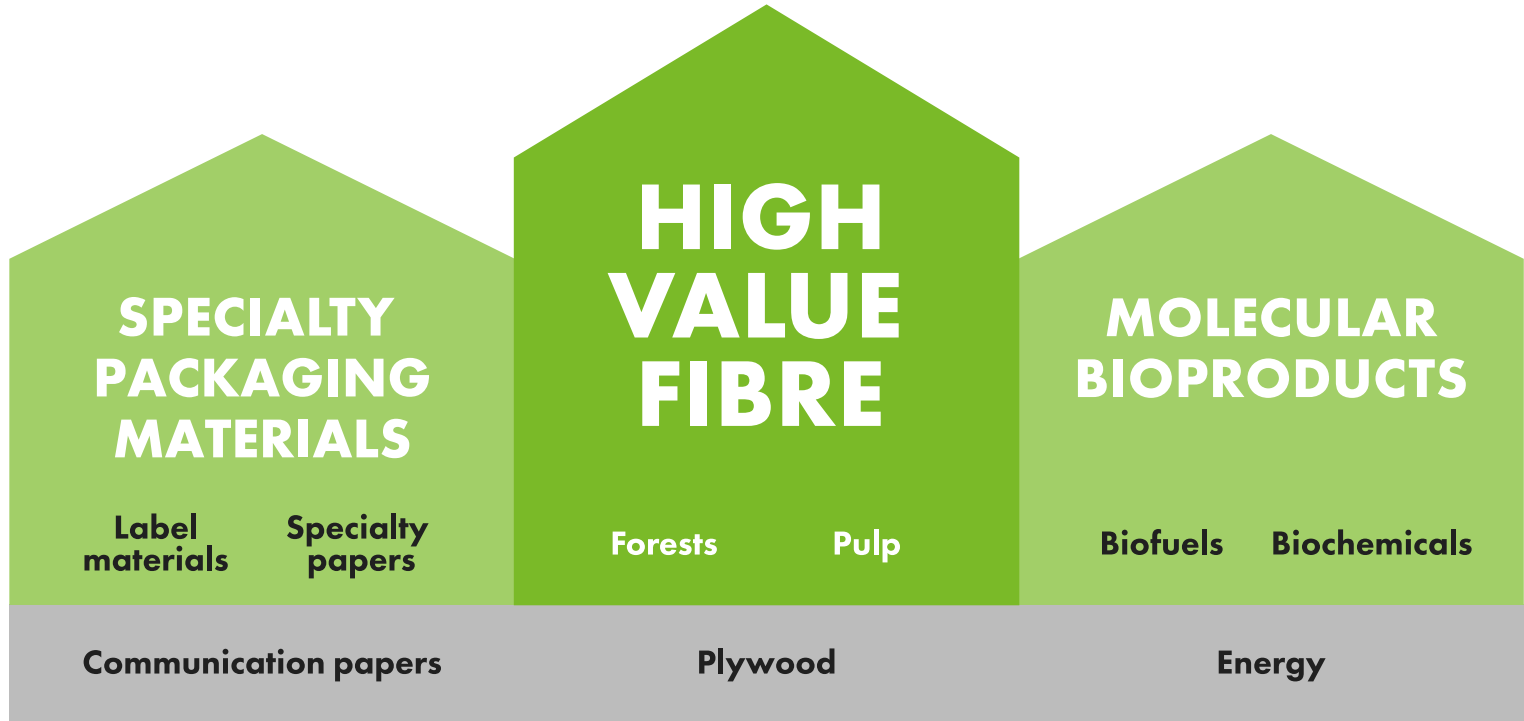 SPECIALTY
PACKAGING
MATERIALS
Label
materials
Specialty
papers
HIGH
VALUE
FIBRE
Forests
Pulp
MOLECULAR
BIOPRODUCTS
Biofuels
Biochemicals
Communication papers
Plywood
Energy